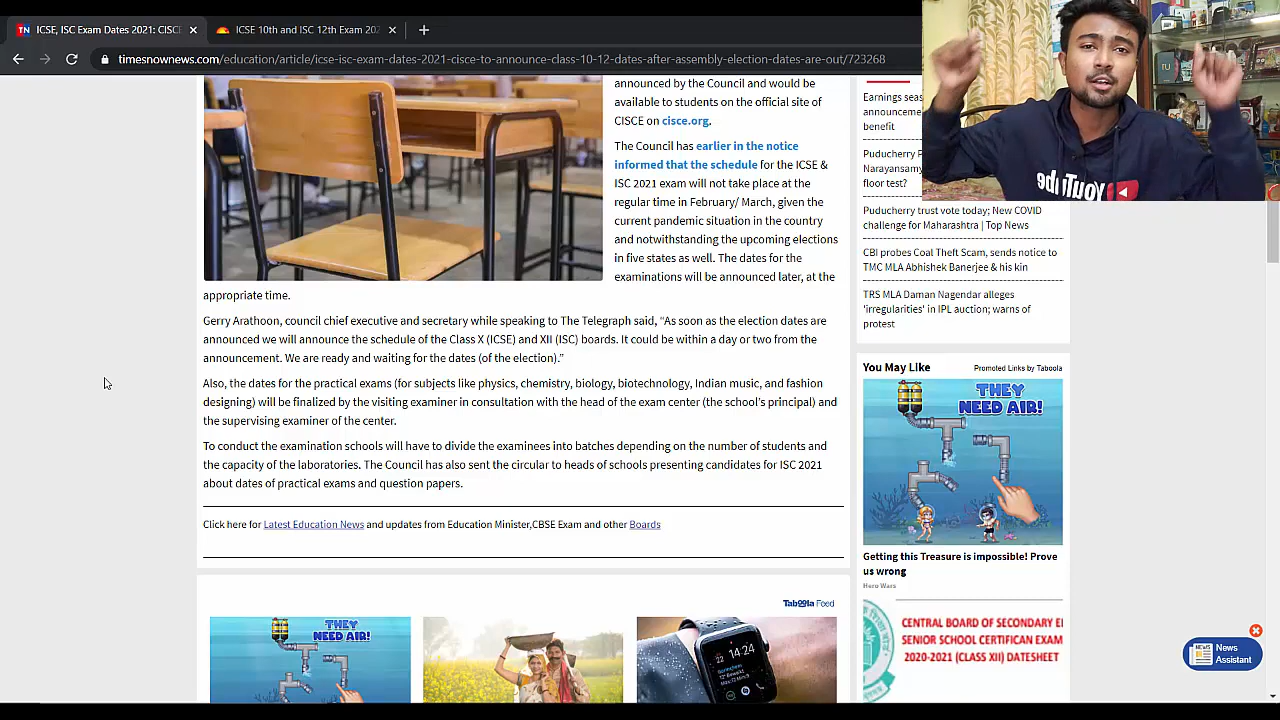 ICSE, ISC Exam Dates 2021: CISCE
ICSE 10th and ISC 12th Exam 202
timesnownews.com/education/article/icse-isc-exam-dates-2021-cisce-to-announce-class-10-12-dates-after-assembly-election-dates-are-out/723268
announced by the Council and would be
available to students on the official site of
CISCE on cisce.org.
The Council has earlier in the notice
informed that the schedule for the ICSE &
ISC 2021 exam will not take place at the
regular time in February/ March, given the
current pandemic situation in the country
and notwithstanding the upcoming elections
in five states as well. The dates for the
examinations will be announced later, at the
appropriate time.
Gerry Arathoon, council chief executive and secretary while speaking to The Telegraph said, "As soon as the election dates are
announced we will announce the schedule of the Class X (ICSE) and XII (ISC) boards. It could be within a day or two from the
announcement. We are ready and waiting for the dates (of the election)."
Also, the dates for the practical exams (for subjects like physics, chemistry, biology, biotechnology, Indian music, and fashion
designing) will be finalized by the visiting examiner in consultation with the head of the exam center (the school's principal) and
the supervising examiner of the center.
To conduct the examination schools will have to divide the examinees into batches depending on the number of students and
the capacity of the laboratories. The Council has also sent the circular to heads of schools presenting candidates for ISC 2021
about dates of practical exams and question papers.
Click here for Latest Education News and updates from Education Minister,CBSE Exam and other Boards
Taboola Feed
THEY
NEED AIR!
14:24
Earnings seas
announceme
benefit
Puducherry P
Narayansamy
floor test?
Puducherry trust vote today; New COVID
challenge for Maharashtra | Top News
CBI probes Coal Theft Scam, sends notice to
TMC MLA Abhishek Banerjee & his kin
TRS MLA Daman Nagendar alleges
'irregularities' in IPL auction; warns of
protest
You May Like
Promoted Links by Taboola
THEY
NEED AIR!
Getting this Treasure is impossible! Prove
us wrong
Hero Wars
CENTRAL BOARD OF SECONDARY E
SENIOR SCHOOL CERTIFICAN EXAM
2020-2021 (CLASS XII) DATESHEET
NEWS
News
Assistant
YouTube